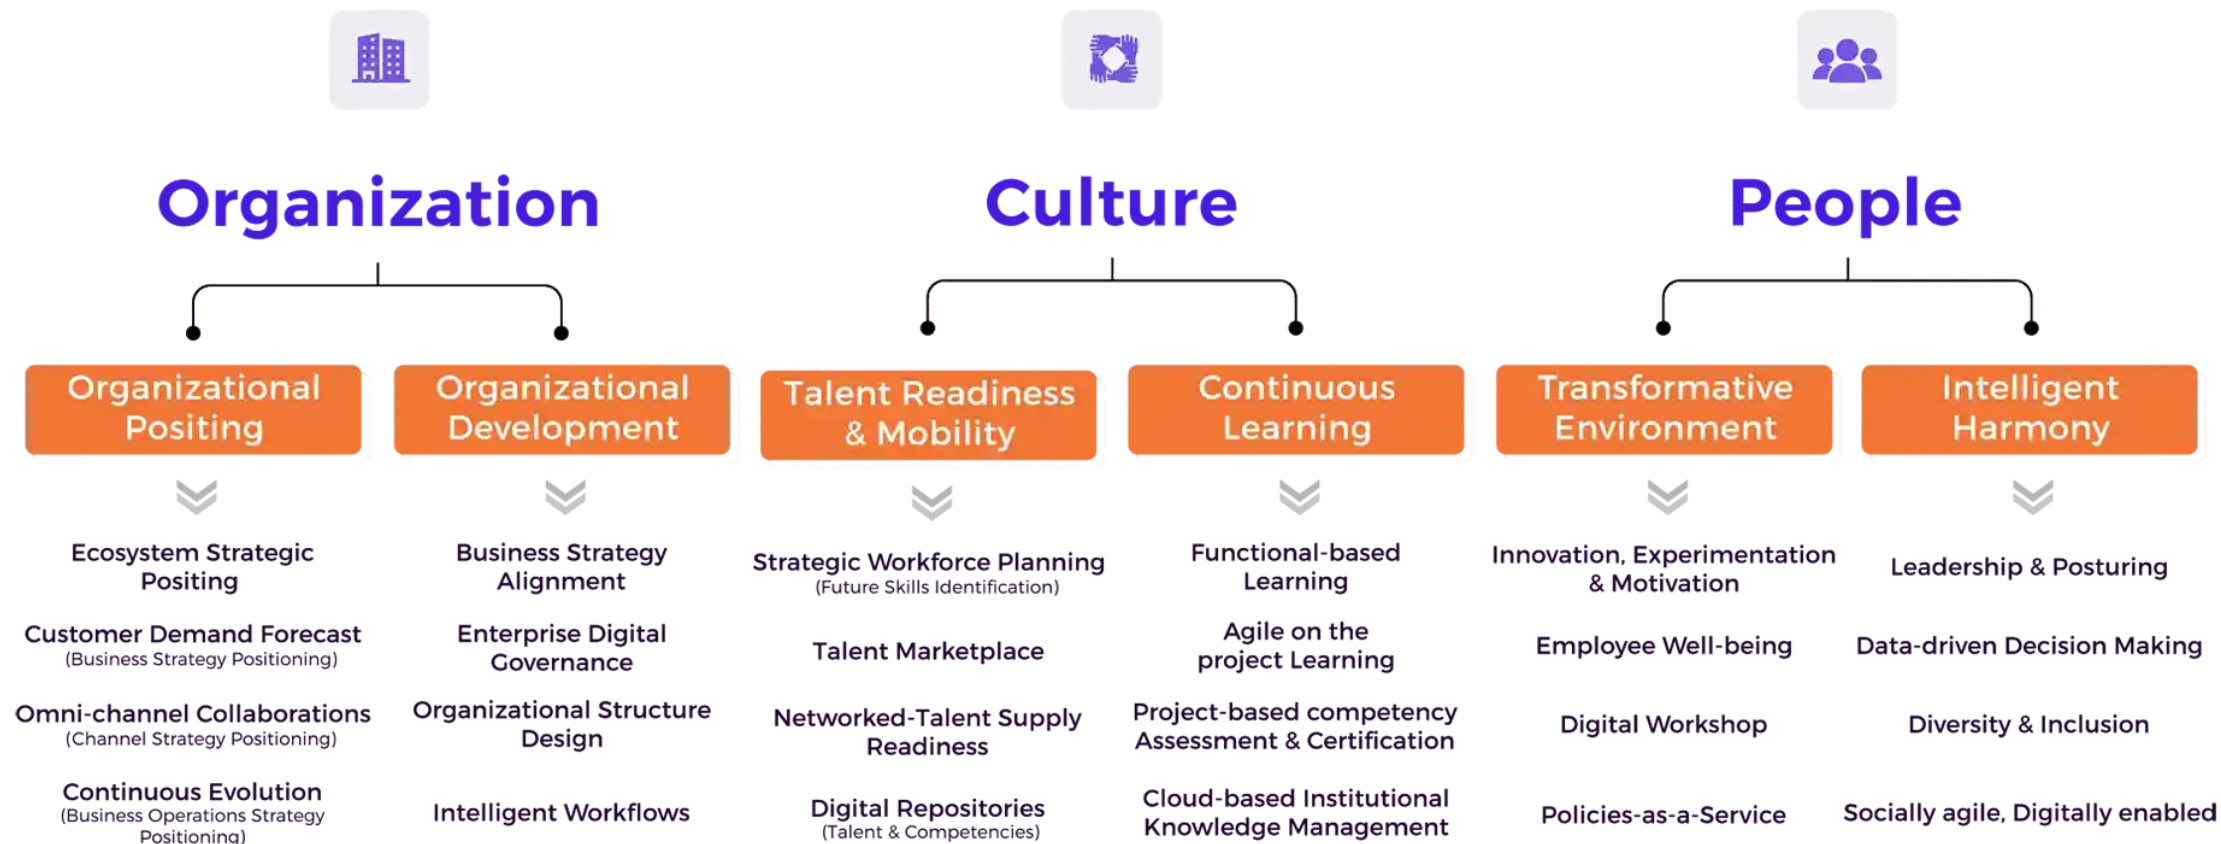 Organization
Culture
People
Organizational
Positing
Organizational
Development
Talent Readiness
& Mobility
Continuous
Learning
Transformative
Environment
Intelligent
Harmony
Ecosystem Strategic
Positing
Customer Demand Forecast
(Business Strategy Positioning)
Omni-channel Collaborations
(Channel Strategy Positioning)
Continuous Evolution
(Business Operations Strategy
Positioning)
Business Strategy
Alignment
Enterprise Digital
Governance
Organizational Structure
Design
Intelligent Workflows
Strategic Workforce Planning
(Future Skills Identification)
Talent Marketplace
Networked-Talent Supply
Readiness
Digital Repositories
(Talent & Competencies)
Functional-based
Learning
Agile on the
project Learning
Project-based competency
Assessment & Certification
Cloud-based Institutional
Knowledge Management
Innovation, Experimentation
& Motivation
Employee Well-being
Digital Workshop
Policies-as-a-Service
Leadership & Posturing
Data-driven Decision Making
Diversity & Inclusion
Socially agile, Digitally enabled